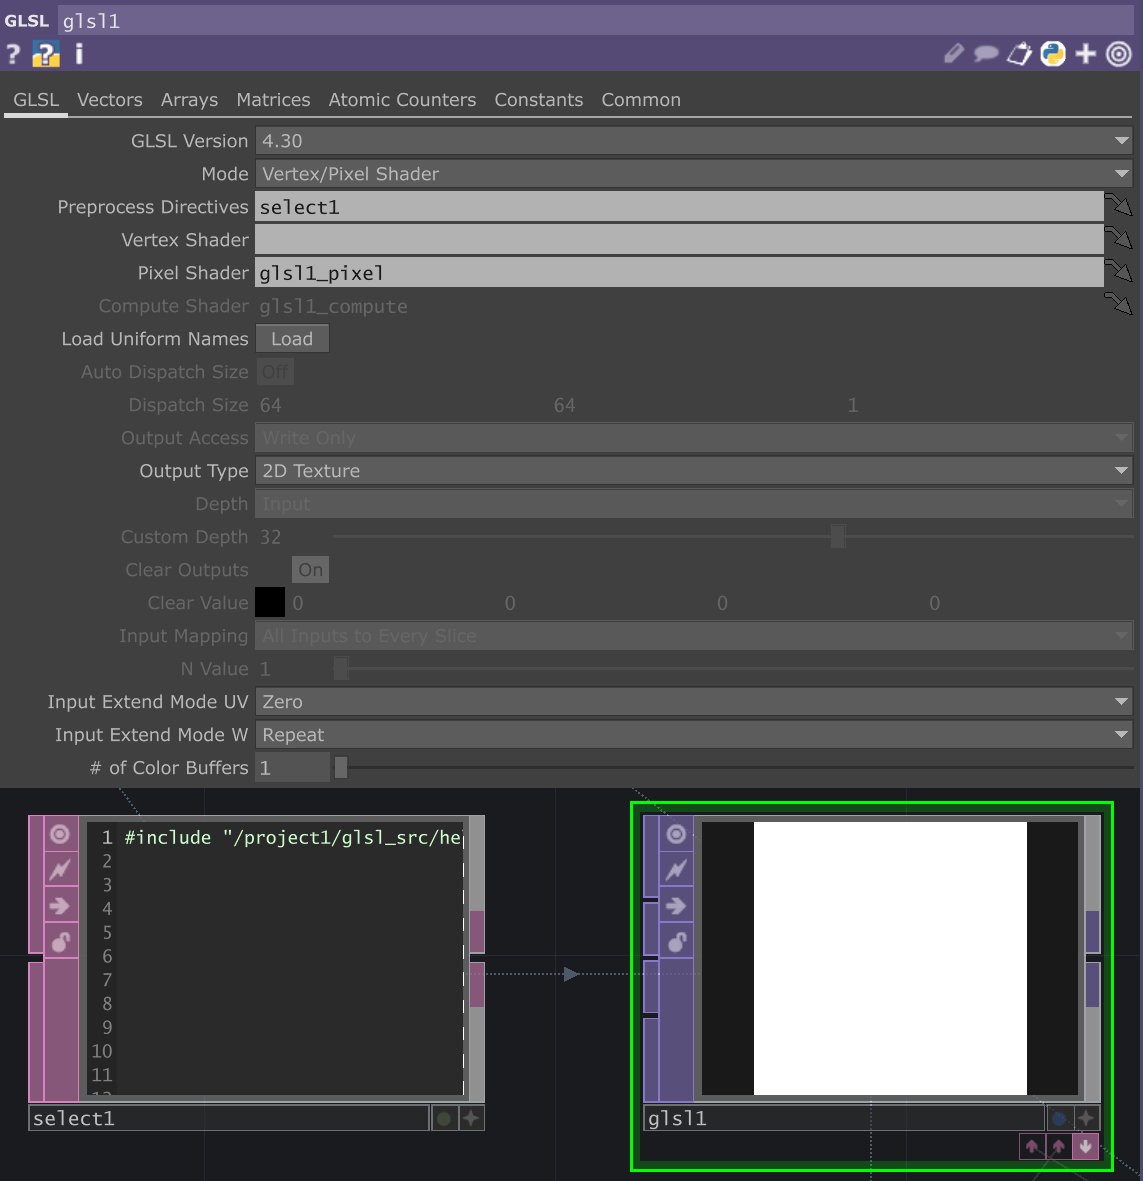 GLSL glsl1
? ? i
GLSL Vectors Arrays Matrices Atomic Counters Constants Common
GLSL Version 4.30
Mode Vertex/Pixel Shader
Preprocess Directives select1
Vertex Shader
Pixel Shader glsl1_pixel
Compute Shader glsl1_compute
Load Uniform Names Load
Auto Dispatch Size Off
Dispatch Size 64 64 1
Output Access Write Only
Output Type 2D Texture
Depth Input
Custom Depth 32
Clear Outputs On
Clear Value 0 0 0 0
Input Mapping All Inputs to Every Slice
N Value 1
Input Extend Mode UV Zero
Input Extend Mode W Repeat
# of Color Buffers 1
1 #include "/project1/glsl_src/he
2
3
4
5
6
7
8
9
10
11
select1
glsl1